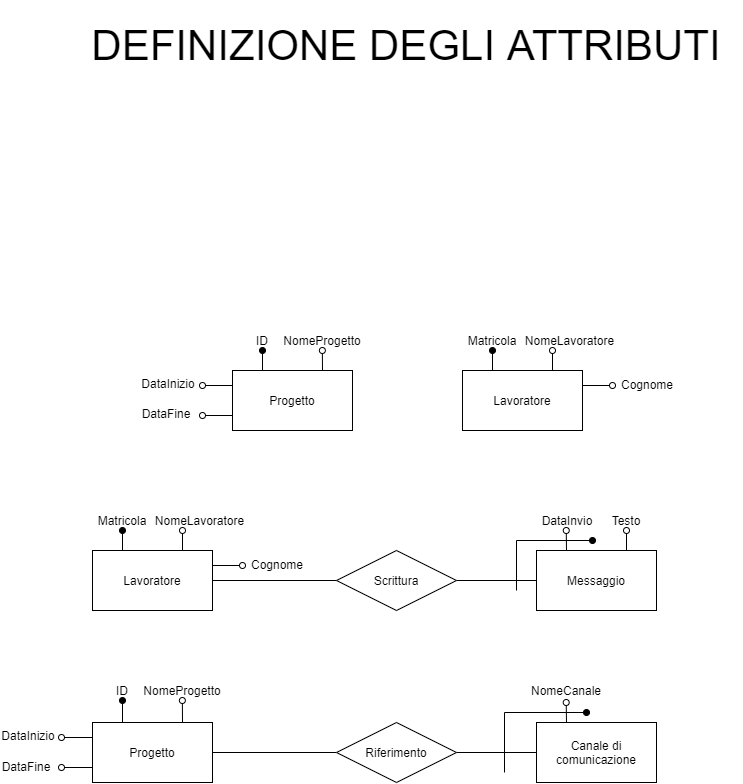 DEFINIZIONE DEGLI ATTRIBUTI
ID NomeProgetto
DataInizio
DataFine
Progetto
Matricola NomeLavoratore
Cognome
Lavoratore
Matricola NomeLavoratore
Cognome
Lavoratore
Scrittura
DataInvio Testo
Messaggio
ID NomeProgetto
DataInizio
DataFine
Progetto
Riferimento
NomeCanale
Canale di
comunicazione